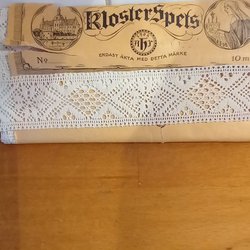 KlosterSpets
ENDAST ÄKTA MED DETTA MÄRKE
No 10 m